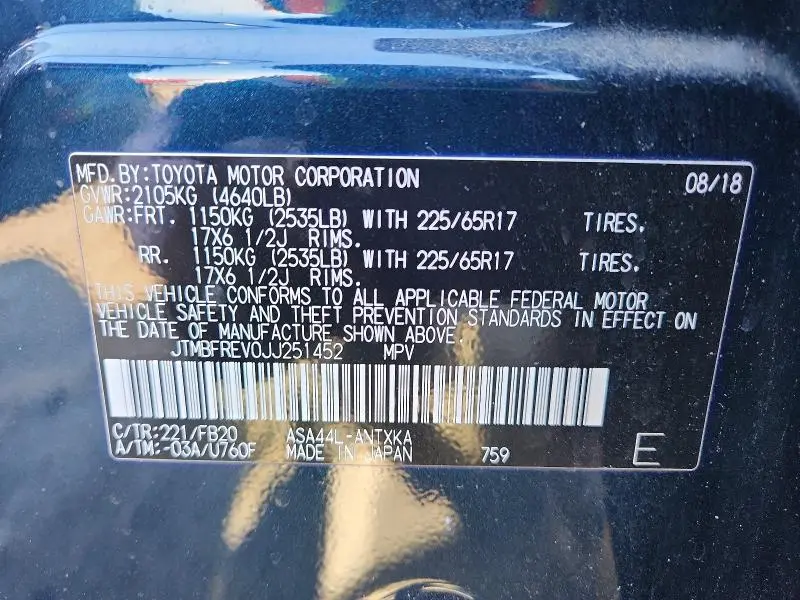 MFD.BY:TOYOTA MOTOR CORPORATION 08/18
GVWR:2105KG (4640LB)
GAWR:FRT. 1150KG (2535LB) WITH 225/65R17 TIRES.
17X6 1/2J RIMS.
RR. 1150KG (2535LB) WITH 225/65R17 TIRES.
17X6 1/2J RIMS.
THIS VEHICLE CONFORMS TO ALL APPLICABLE FEDERAL MOTOR
VEHICLE SAFETY AND THEFT PREVENTION STANDARDS IN EFFECT ON
THE DATE OF MANUFACTURE SHOWN ABOVE.
JTMBFREV0JJ251452 MPV
C/TR:221/FB20 ASA44L-ANTXKA
A/TM:-03A/U760F MADE IN JAPAN 759 E